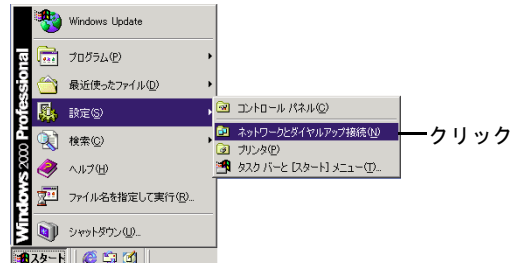 Windows 2000 Professional
Windows Update
プログラム(P)
最近使ったファイル(D)
設定(S)
検索(C)
ヘルプ(H)
ファイル名を指定して実行(R)...
シャットダウン(U)...
コントロール パネル(C)
ネットワークとダイヤルアップ接続(N)
プリンタ(P)
タスク バーと [スタート] メニュー(T)...
クリック
スタート